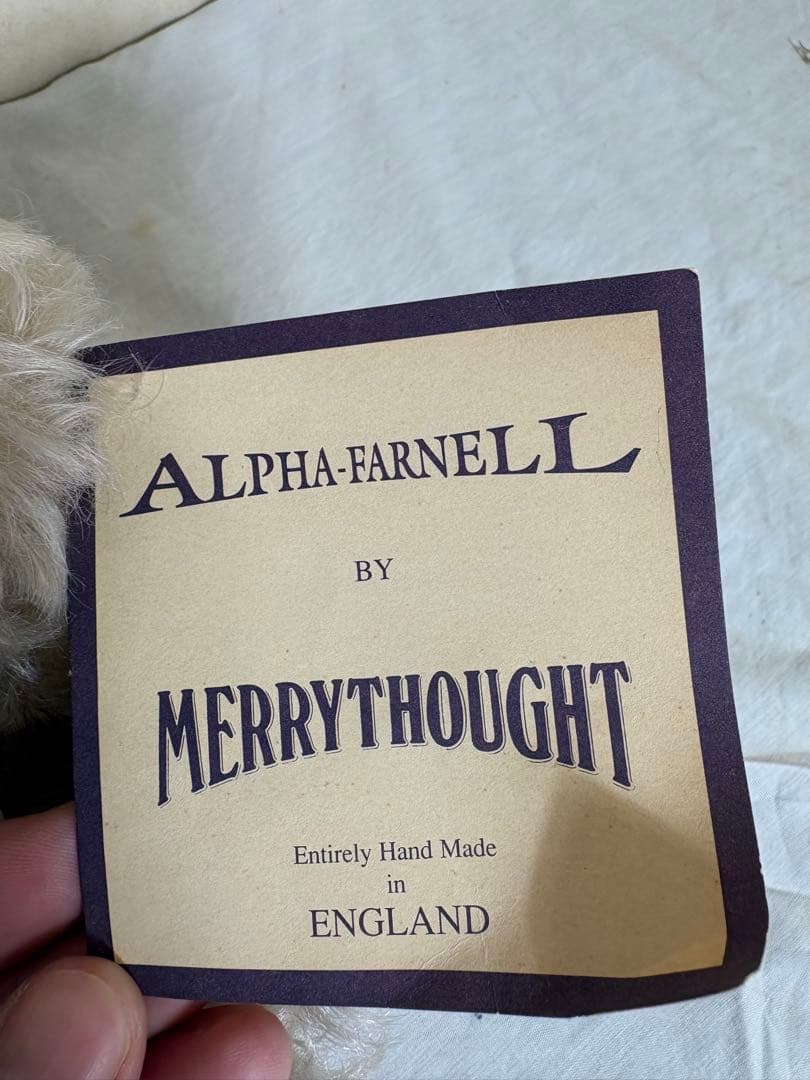 ALPHA-FARNELL
BY
MERRYTHOUGHT
Entirely Hand Made
in
ENGLAND